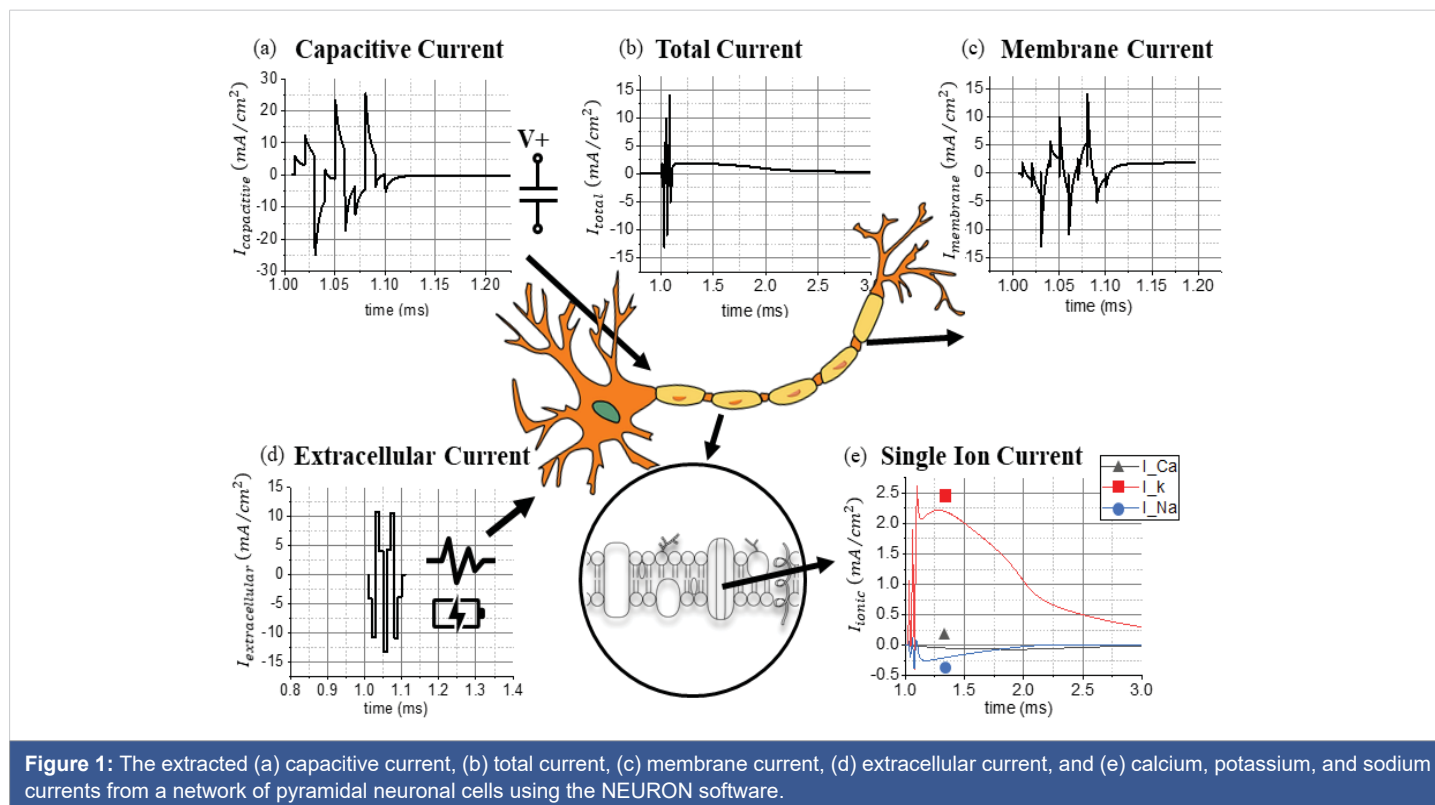 (a) Capacitive Current
I_capacitive (mA/cm²)
30
20
10
0
-10
-20
-30
1.00 1.05 1.10 1.15 1.20
time (ms)
V+
(b) Total Current
I_total (mA/cm²)
15
10
5
0
-5
-10
-15
1.0 1.5 2.0 2.5 3.
time (ms)
(c) Membrane Current
I_membrane (mA/cm²)
15
10
5
0
-5
-10
-15
1.00 1.05 1.10 1.15 1.20
time (ms)
(d) Extracellular Current
I_extracellular (mA/cm²)
15
10
5
0
-5
-10
-15
0.8 0.9 1.0 1.1 1.2 1.3 1.4
time (ms)
(e) Single Ion Current
I_Ca
I_k
I_Na
I_ionic (mA/cm²)
2.5
2.0
1.5
1.0
0.5
0.0
-0.5
1.0 1.5 2.0 2.5 3.0
time (ms)
Figure 1: The extracted (a) capacitive current, (b) total current, (c) membrane current, (d) extracellular current, and (e) calcium, potassium, and sodium
currents from a network of pyramidal neuronal cells using the NEURON software.